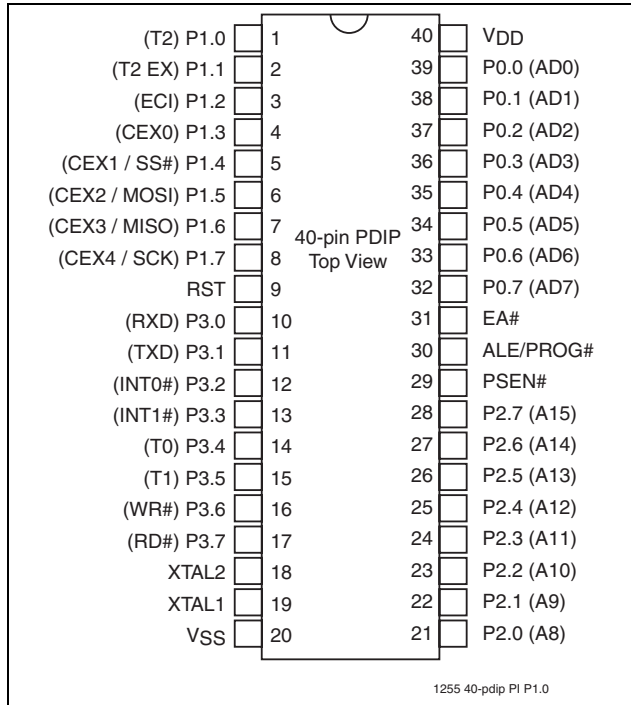 (T2) P1.0 1 40 VDD
(T2 EX) P1.1 2 39 P0.0 (AD0)
(ECI) P1.2 3 38 P0.1 (AD1)
(CEX0) P1.3 4 37 P0.2 (AD2)
(CEX1 / SS#) P1.4 5 36 P0.3 (AD3)
(CEX2 / MOSI) P1.5 6 35 P0.4 (AD4)
(CEX3 / MISO) P1.6 7 34 P0.5 (AD5)
40-pin PDIP
(CEX4 / SCK) P1.7 8 Top View 33 P0.6 (AD6)
RST 9 32 P0.7 (AD7)
(RXD) P3.0 10 31 EA#
(TXD) P3.1 11 30 ALE/PROG#
(INT0#) P3.2 12 29 PSEN#
(INT1#) P3.3 13 28 P2.7 (A15)
(T0) P3.4 14 27 P2.6 (A14)
(T1) P3.5 15 26 P2.5 (A13)
(WR#) P3.6 16 25 P2.4 (A12)
(RD#) P3.7 17 24 P2.3 (A11)
XTAL2 18 23 P2.2 (A10)
XTAL1 19 22 P2.1 (A9)
VSS 20 21 P2.0 (A8)
1255 40-pdip PI P1.0